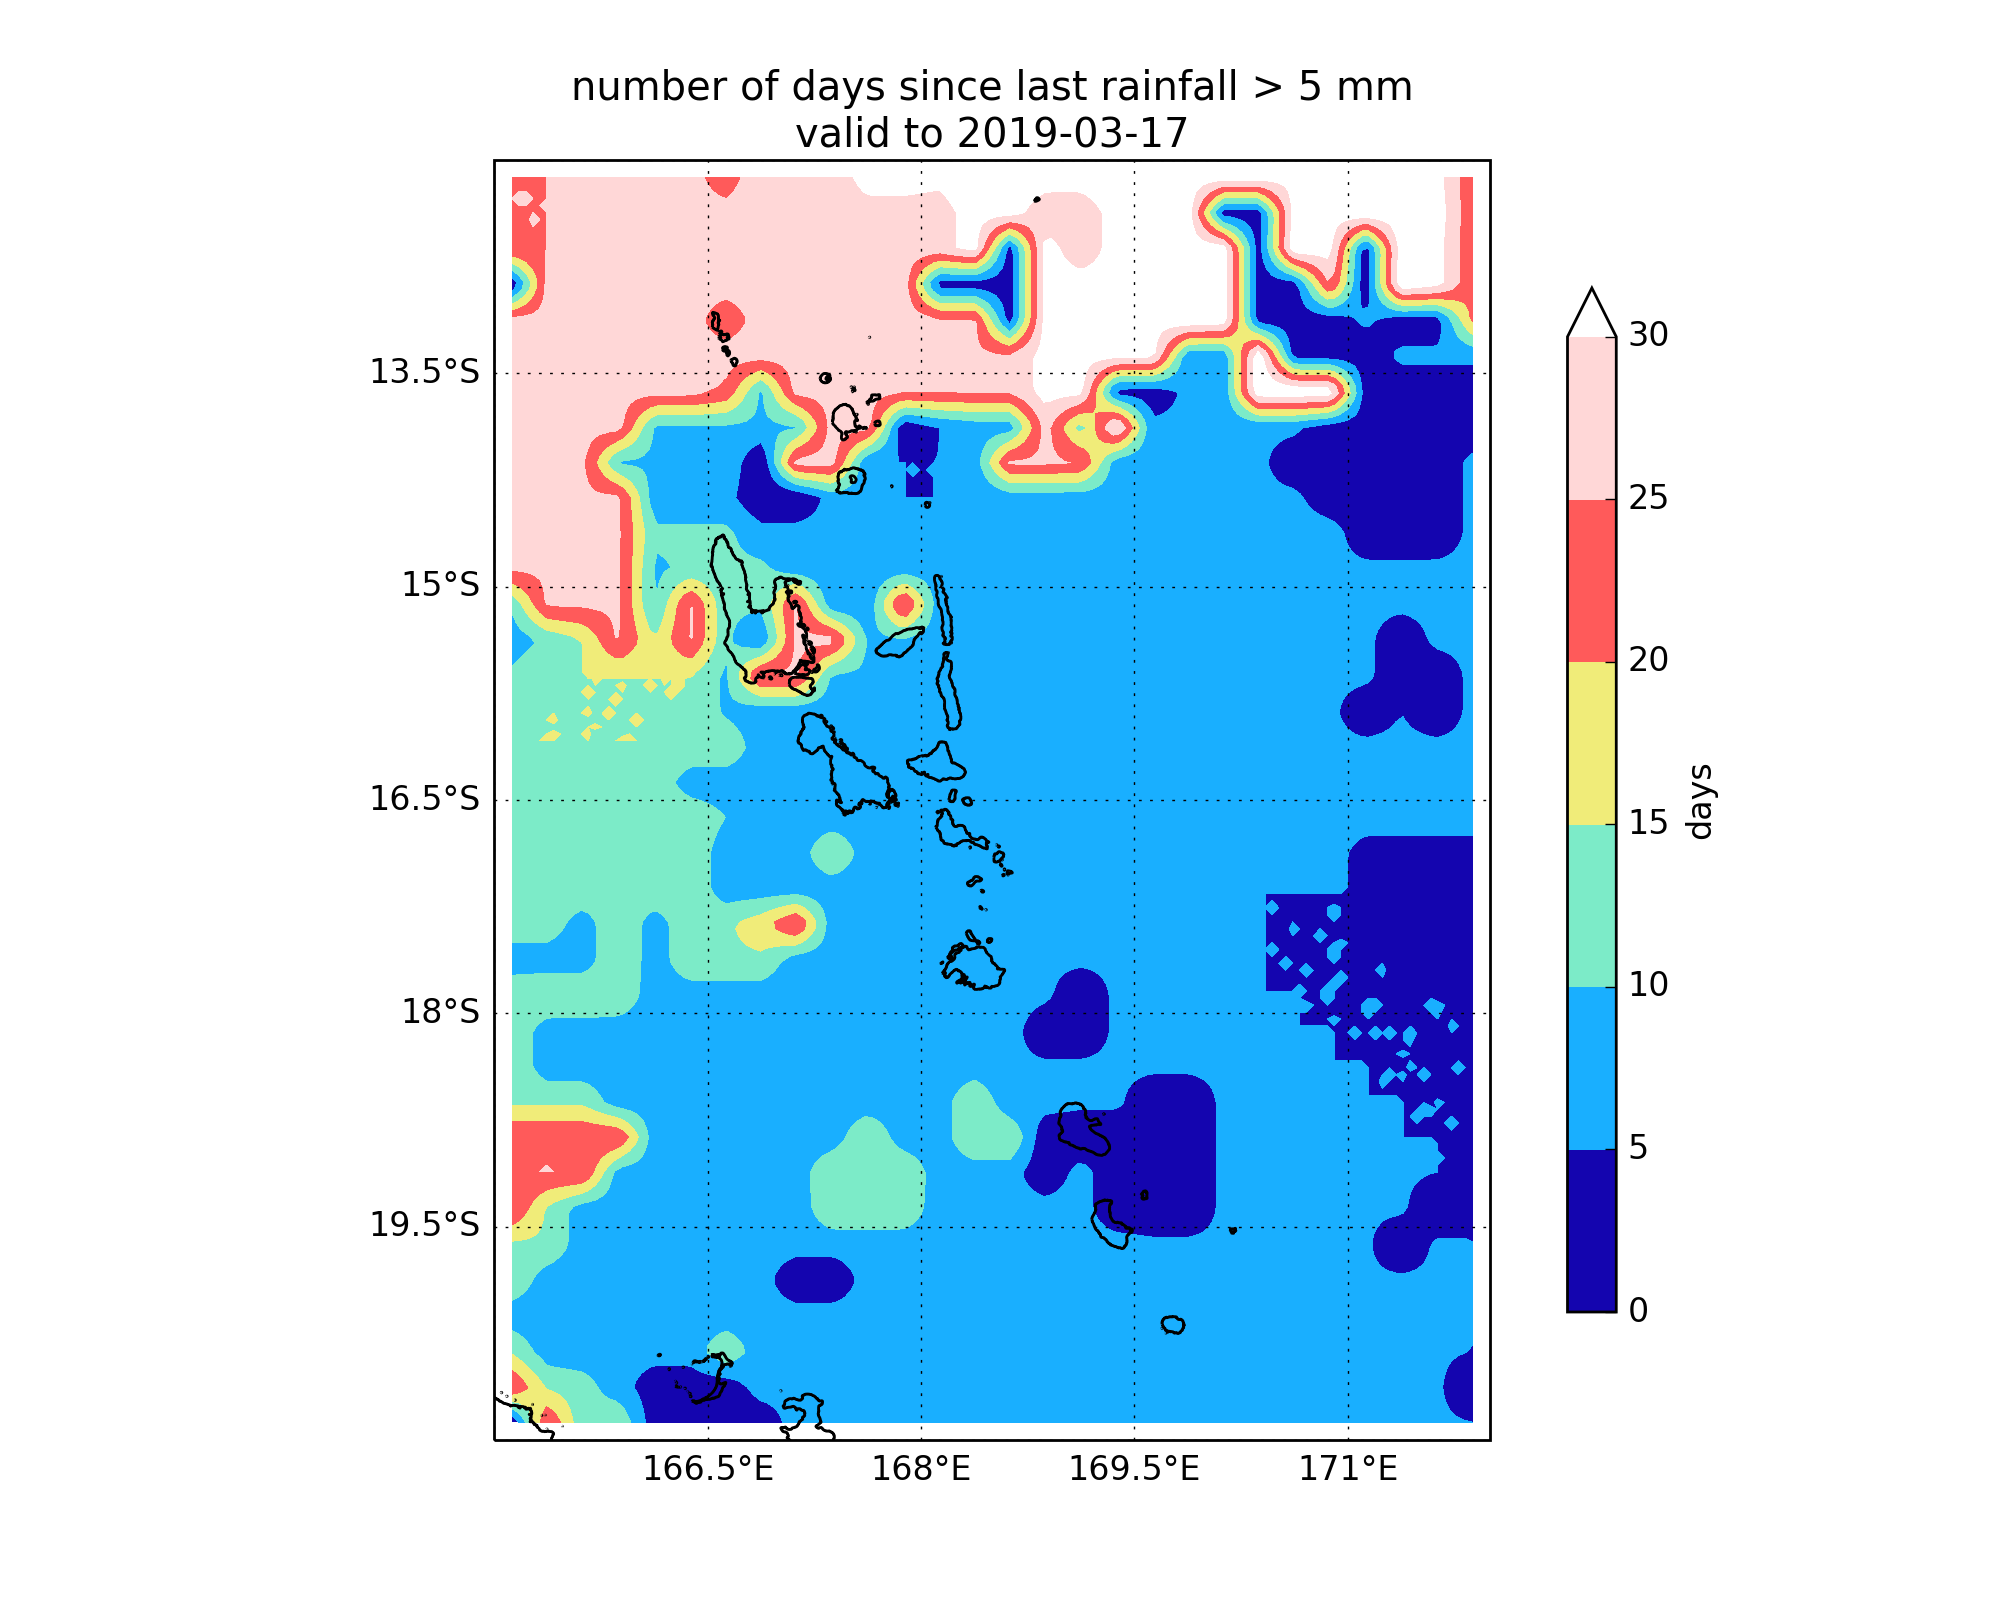 number of days since last rainfall > 5 mm
valid to 2019-03-17
13.5°S
15°S
16.5°S
18°S
19.5°S
166.5°E
168°E
169.5°E
171°E
30
25
20
15
10
5
0
days